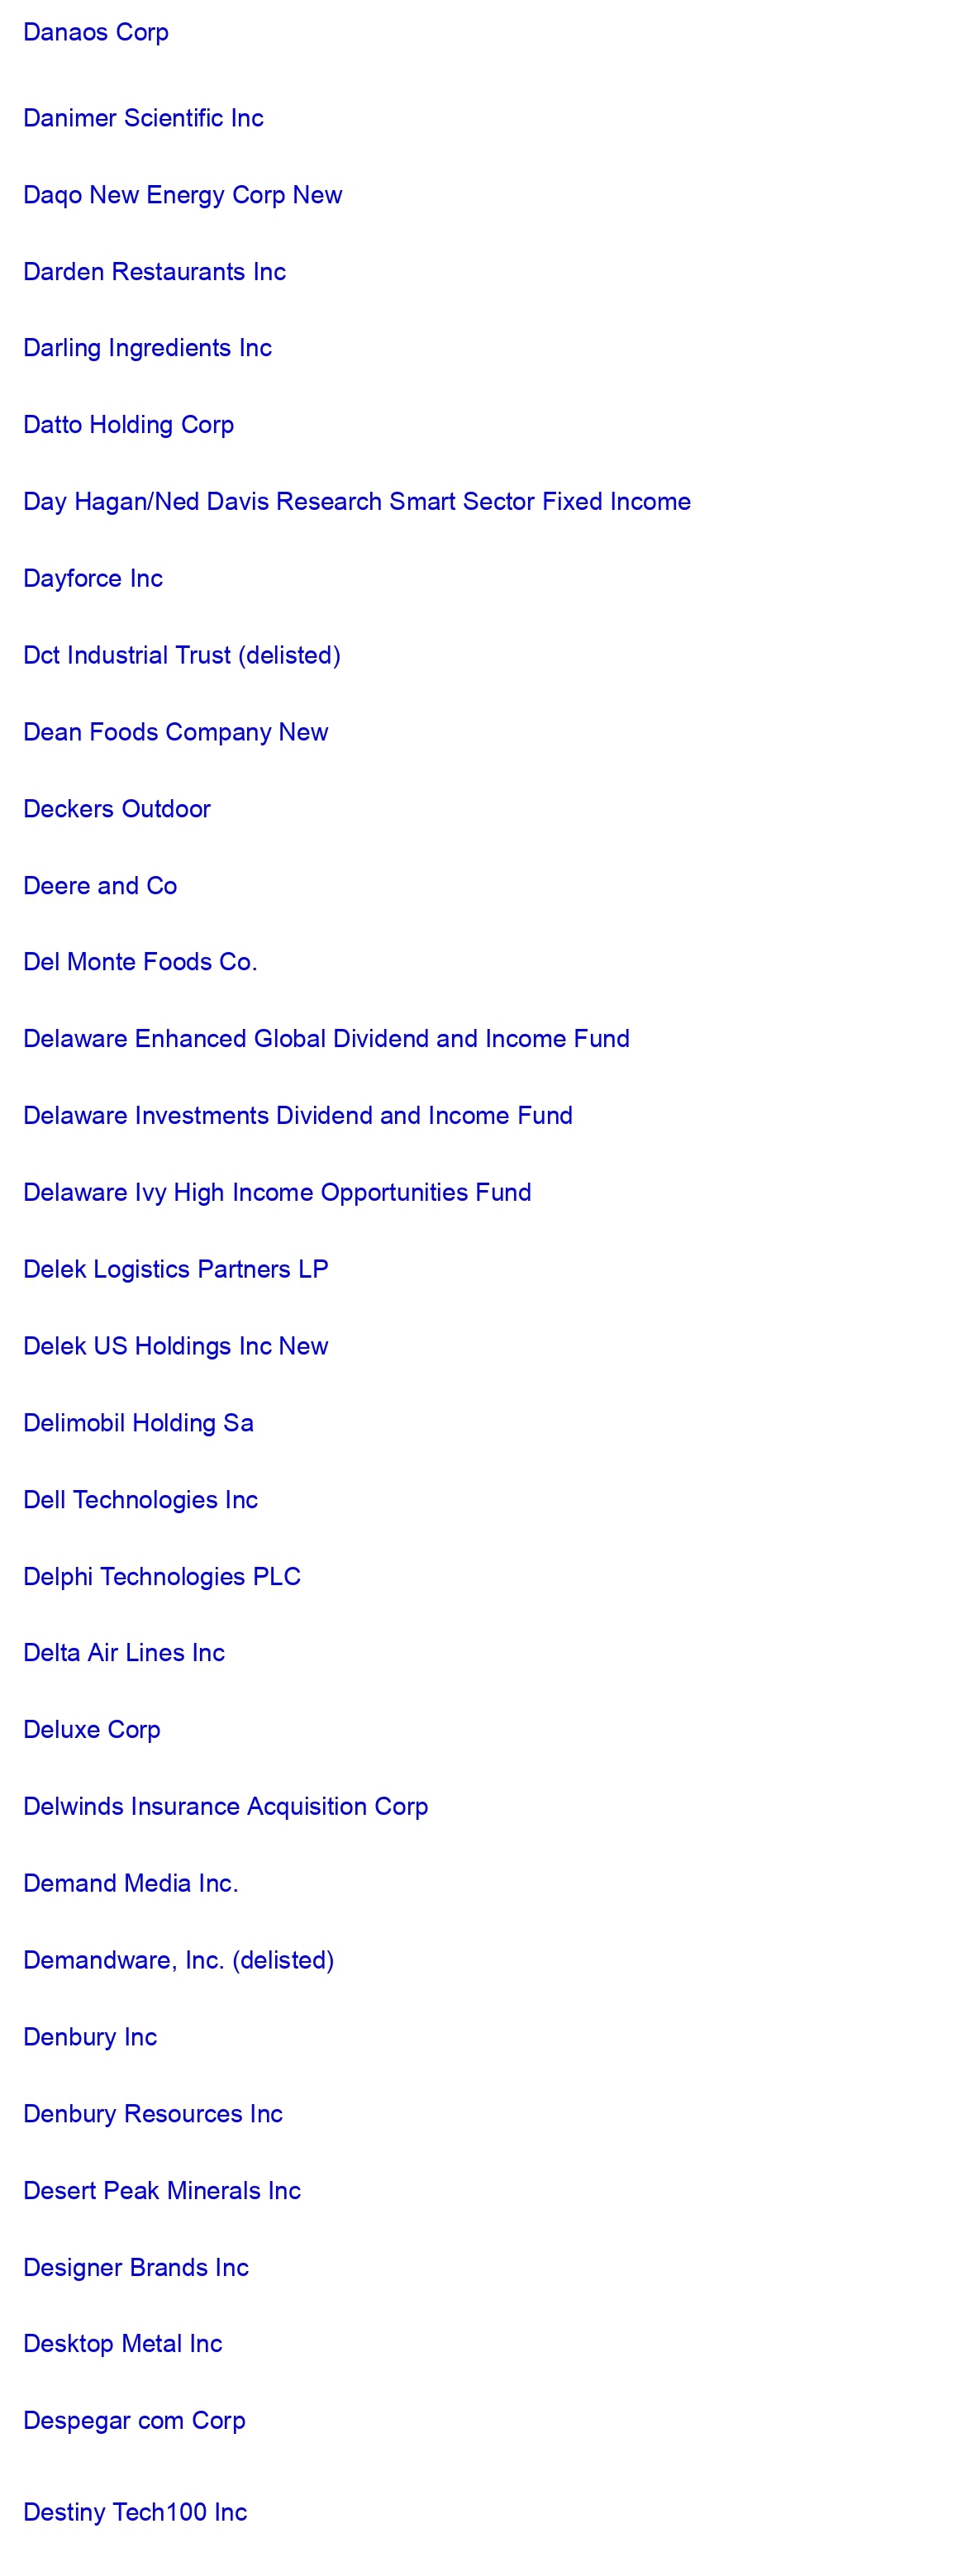 Danaos Corp
Danimer Scientific Inc
Daqo New Energy Corp New
Darden Restaurants Inc
Darling Ingredients Inc
Datto Holding Corp
Day Hagan/Ned Davis Research Smart Sector Fixed Income
Dayforce Inc
Dct Industrial Trust (delisted)
Dean Foods Company New
Deckers Outdoor
Deere and Co
Del Monte Foods Co.
Delaware Enhanced Global Dividend and Income Fund
Delaware Investments Dividend and Income Fund
Delaware Ivy High Income Opportunities Fund
Delek Logistics Partners LP
Delek US Holdings Inc New
Delimobil Holding Sa
Dell Technologies Inc
Delphi Technologies PLC
Delta Air Lines Inc
Deluxe Corp
Delwinds Insurance Acquisition Corp
Demand Media Inc.
Demandware, Inc. (delisted)
Denbury Inc
Denbury Resources Inc
Desert Peak Minerals Inc
Designer Brands Inc
Desktop Metal Inc
Despegar com Corp
Destiny Tech100 Inc